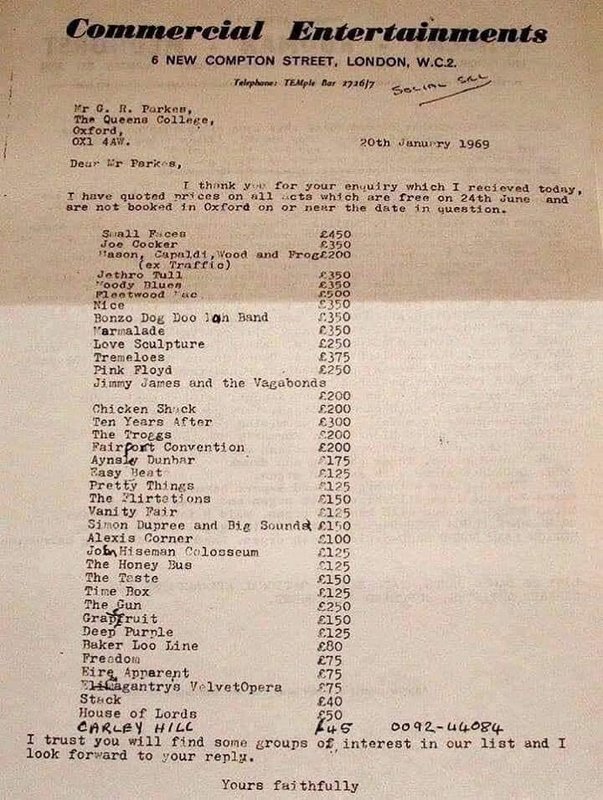 Commercial Entertainments
6 NEW COMPTON STREET, LONDON, W.C.2.
Telephone: TEMple Bar 2726/7
SOCIAL SEC
Mr G. R. Parkes,
The Queens College,
Oxford,
OX1 4AW.
20th January 1969
Dear Mr Parkes,
I thank you for your enquiry which I recieved today,
I have quoted prices on all acts which are free on 24th June and
are not booked in Oxford on or near the date in question.
Small Faces £450
Joe Cocker £350
Mason, Capaldi,Wood and Frog £200
(ex Traffic)
Jethro Tull £350
Moody Blues £350
Fleetwood Mac £500
Nice £350
Bonzo Dog Doo Dah Band £350
Marmalade £350
Love Sculpture £250
Tremeloes £375
Pink Floyd £250
Jimmy James and the Vagabonds
£200
Chicken Shack £200
Ten Years After £300
The Troggs £200
Fairport Convention £200
Aynsly Dunbar £175
Easy Beat £125
Pretty Things £125
The Flirtations £150
Vanity Fair £125
Simon Dupree and Big Sound £150
Alexis Corner £100
John Hiseman Colosseum £125
The Honey Bus £125
The Taste £150
Time Box £125
The Gun £250
Grapfruit £150
Deep Purple £125
Baker Loo Line £80
Freedom £75
Eire Apparent £75
VelvetOpera £75
Stack £40
House of Lords £50
CARLEY HILL £45 0092-44084
I trust you will find some groups of interest in our list and I
look forward to your reply.
Yours faithfully